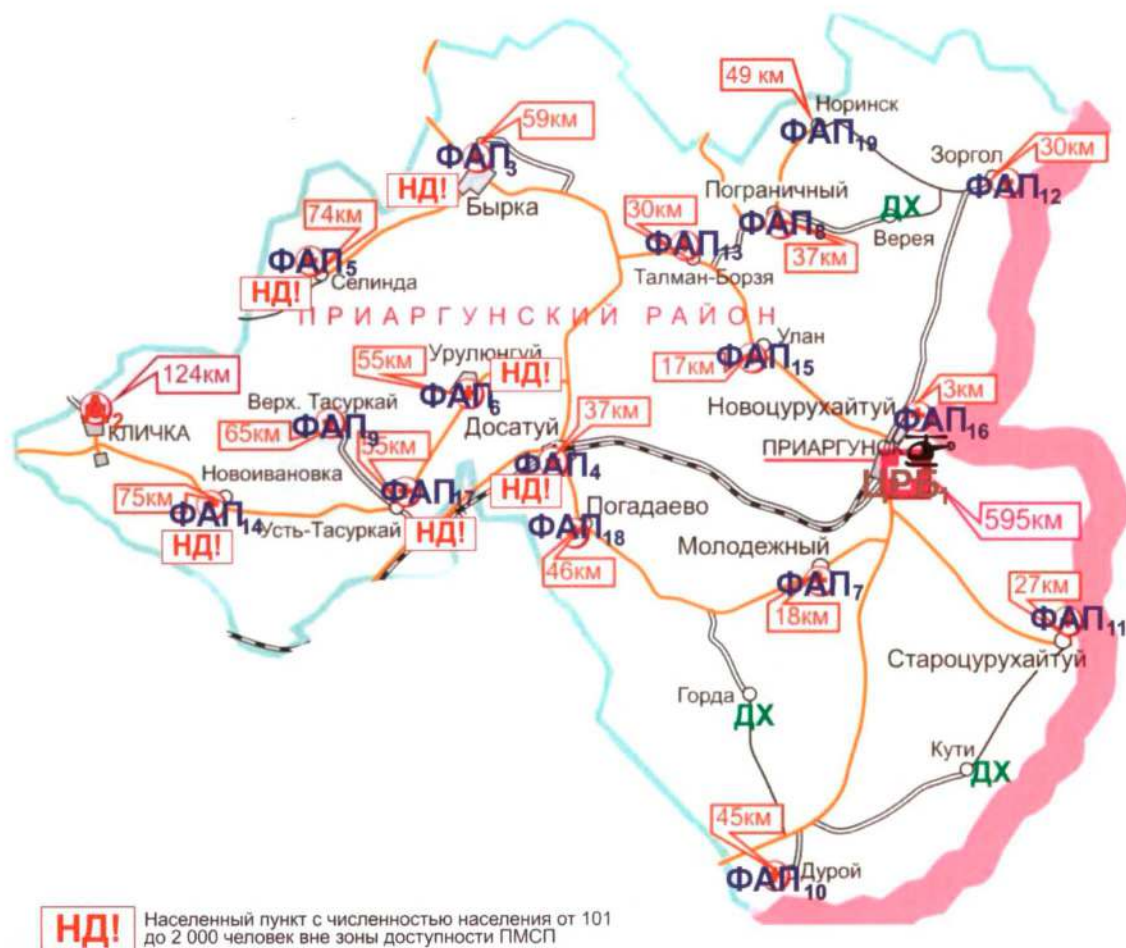 49 км
Норинск
ФАП19
59км
ФАП3
Зоргол
30км
ФАП12
НД!
Бырка
Пограничный
ДХ
ФАП8
Верея
37км
74км
30км
ФАП13
Талман-Борзя
ФАП5
Селинда
НД!
ПРИАРГУНСКИЙ РАЙОН
Улан
17км
ФАП15
Урулюнгуй
55км
НД!
ФАП6
124км
2
КЛИЧКА
Верх. Тасуркай
ФАП9
65км
Досатуй
37км
Новоцурухайтуй
3км
ФАП16
55км
ПРИАРГУНСК
ФАП4
ЦРБ1
Новоивановка
75км
ФАП17
НД!
ФАП14
Усть-Тасуркай
НД!
НД!
595км
Погадаево
ФАП18
46км
Молодежный
ФАП7
18км
27км
ФАП11
Староцурухайтуй
Горда
ДХ
Кути
ДХ
45км
Дурой
ФАП10
НД!
Населенный пункт с численностью населения от 101
до 2 000 человек вне зоны доступности ПМСП